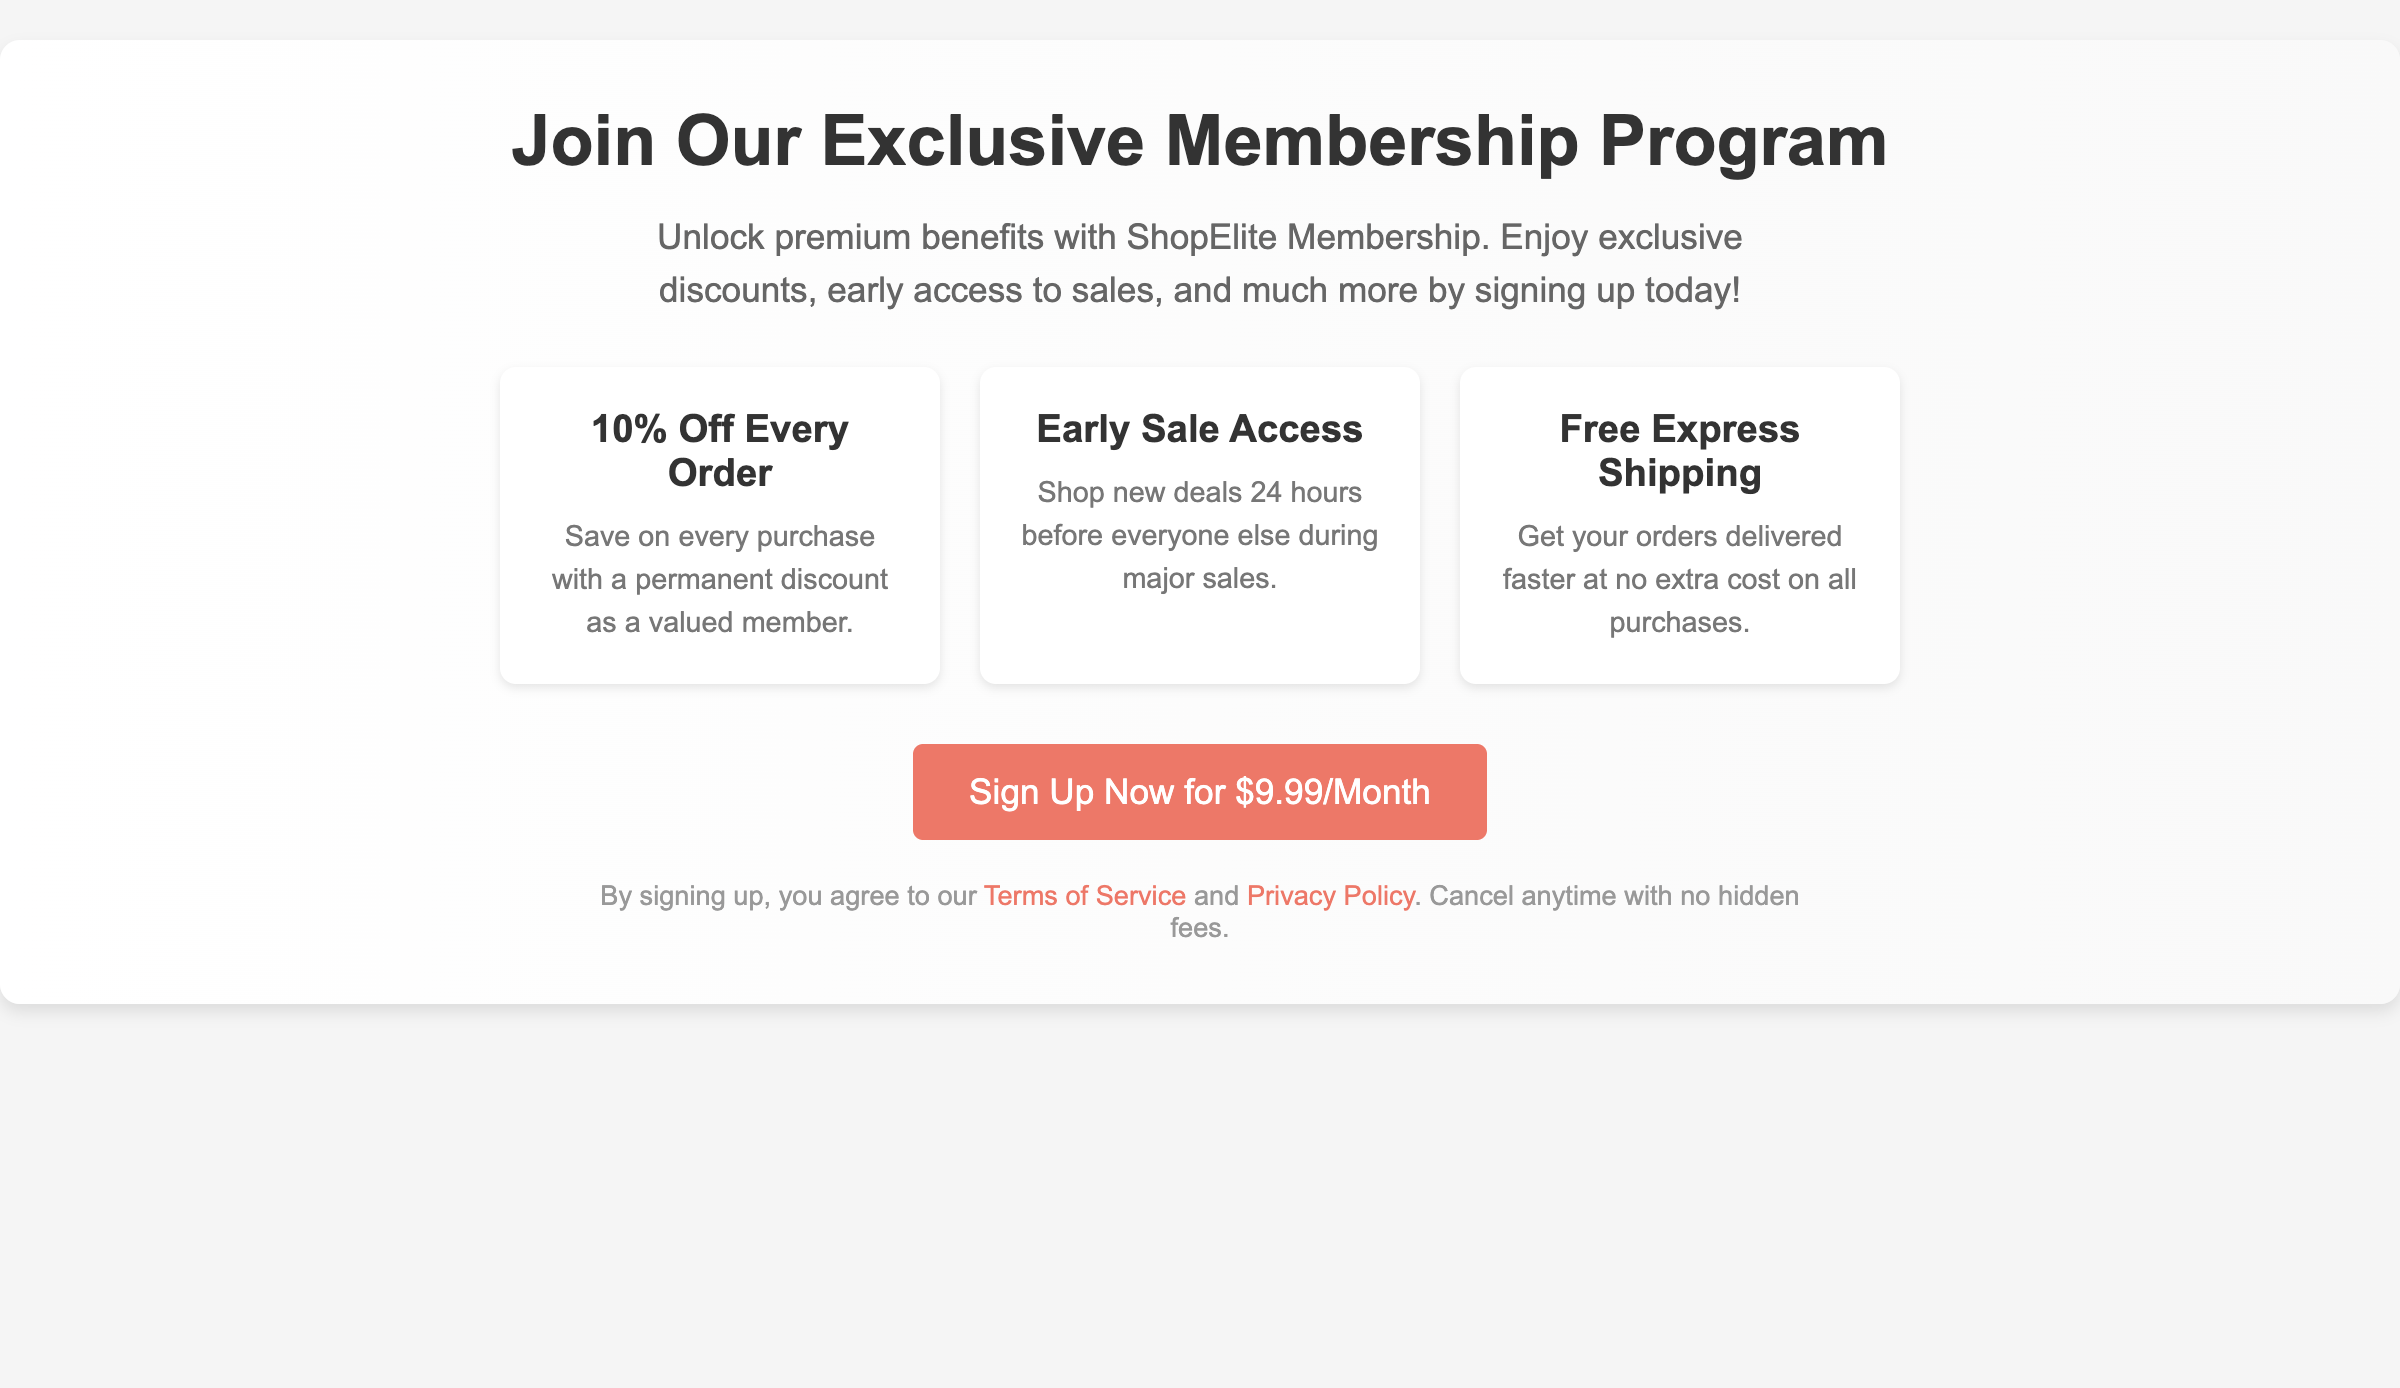 Join Our Exclusive Membership Program
Unlock premium benefits with ShopElite Membership. Enjoy exclusive
discounts, early access to sales, and much more by signing up today!
10% Off Every
Order
Save on every purchase
with a permanent discount
as a valued member.
Early Sale Access
Shop new deals 24 hours
before everyone else during
major sales.
Free Express
Shipping
Get your orders delivered
faster at no extra cost on all
purchases.
Sign Up Now for $9.99/Month
By signing up, you agree to our Terms of Service and Privacy Policy. Cancel anytime with no hidden
fees.